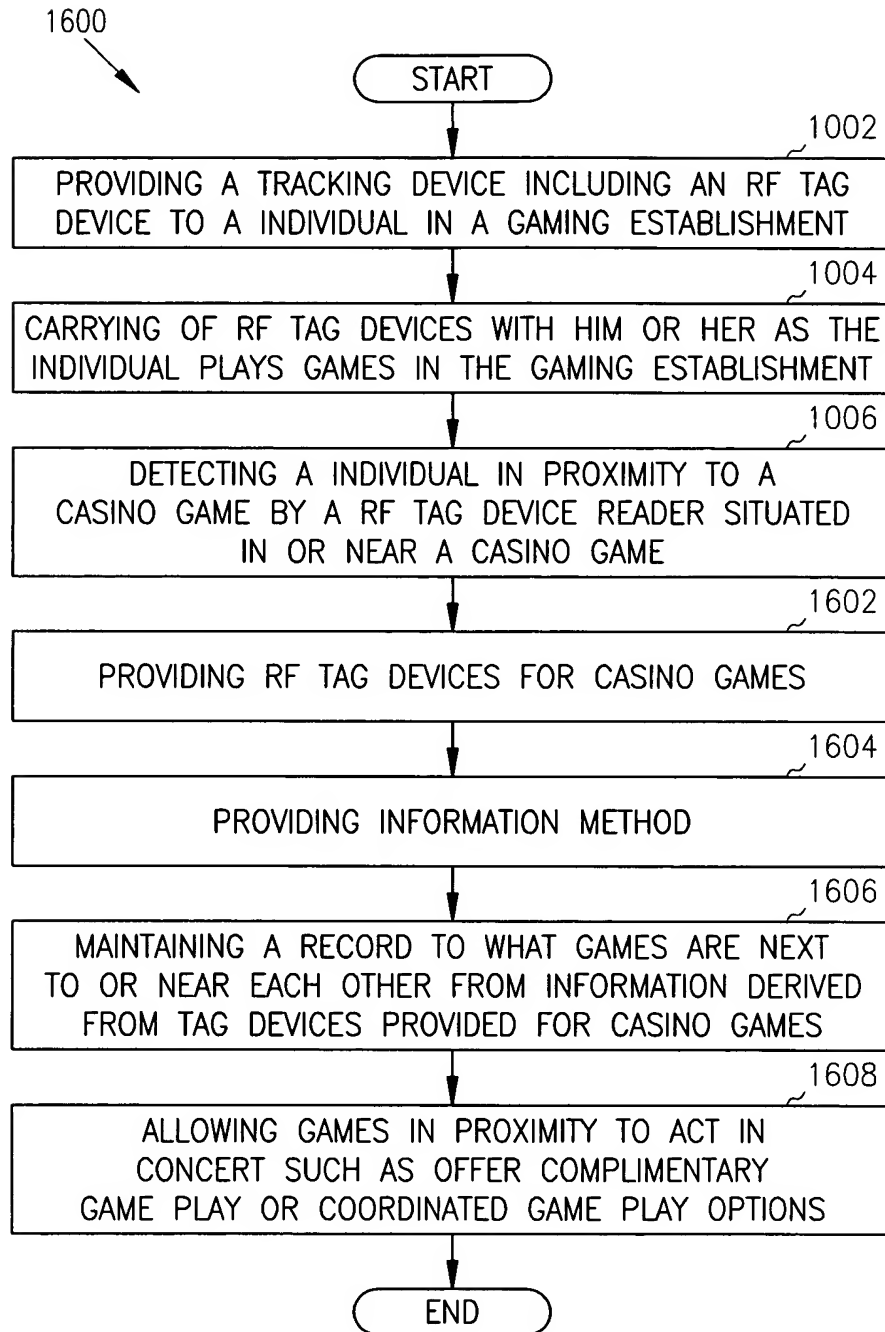 1600
START
1002
PROVIDING A TRACKING DEVICE INCLUDING AN RF TAG
DEVICE TO A INDIVIDUAL IN A GAMING ESTABLISHMENT
1004
CARRYING OF RF TAG DEVICES WITH HIM OR HER AS THE
INDIVIDUAL PLAYS GAMES IN THE GAMING ESTABLISHMENT
1006
DETECTING A INDIVIDUAL IN PROXIMITY TO A
CASINO GAME BY A RF TAG DEVICE READER SITUATED
IN OR NEAR A CASINO GAME
1602
PROVIDING RF TAG DEVICES FOR CASINO GAMES
1604
PROVIDING INFORMATION METHOD
1606
MAINTAINING A RECORD TO WHAT GAMES ARE NEXT
TO OR NEAR EACH OTHER FROM INFORMATION DERIVED
FROM TAG DEVICES PROVIDED FOR CASINO GAMES
1608
ALLOWING GAMES IN PROXIMITY TO ACT IN
CONCERT SUCH AS OFFER COMPLIMENTARY
GAME PLAY OR COORDINATED GAME PLAY OPTIONS
END